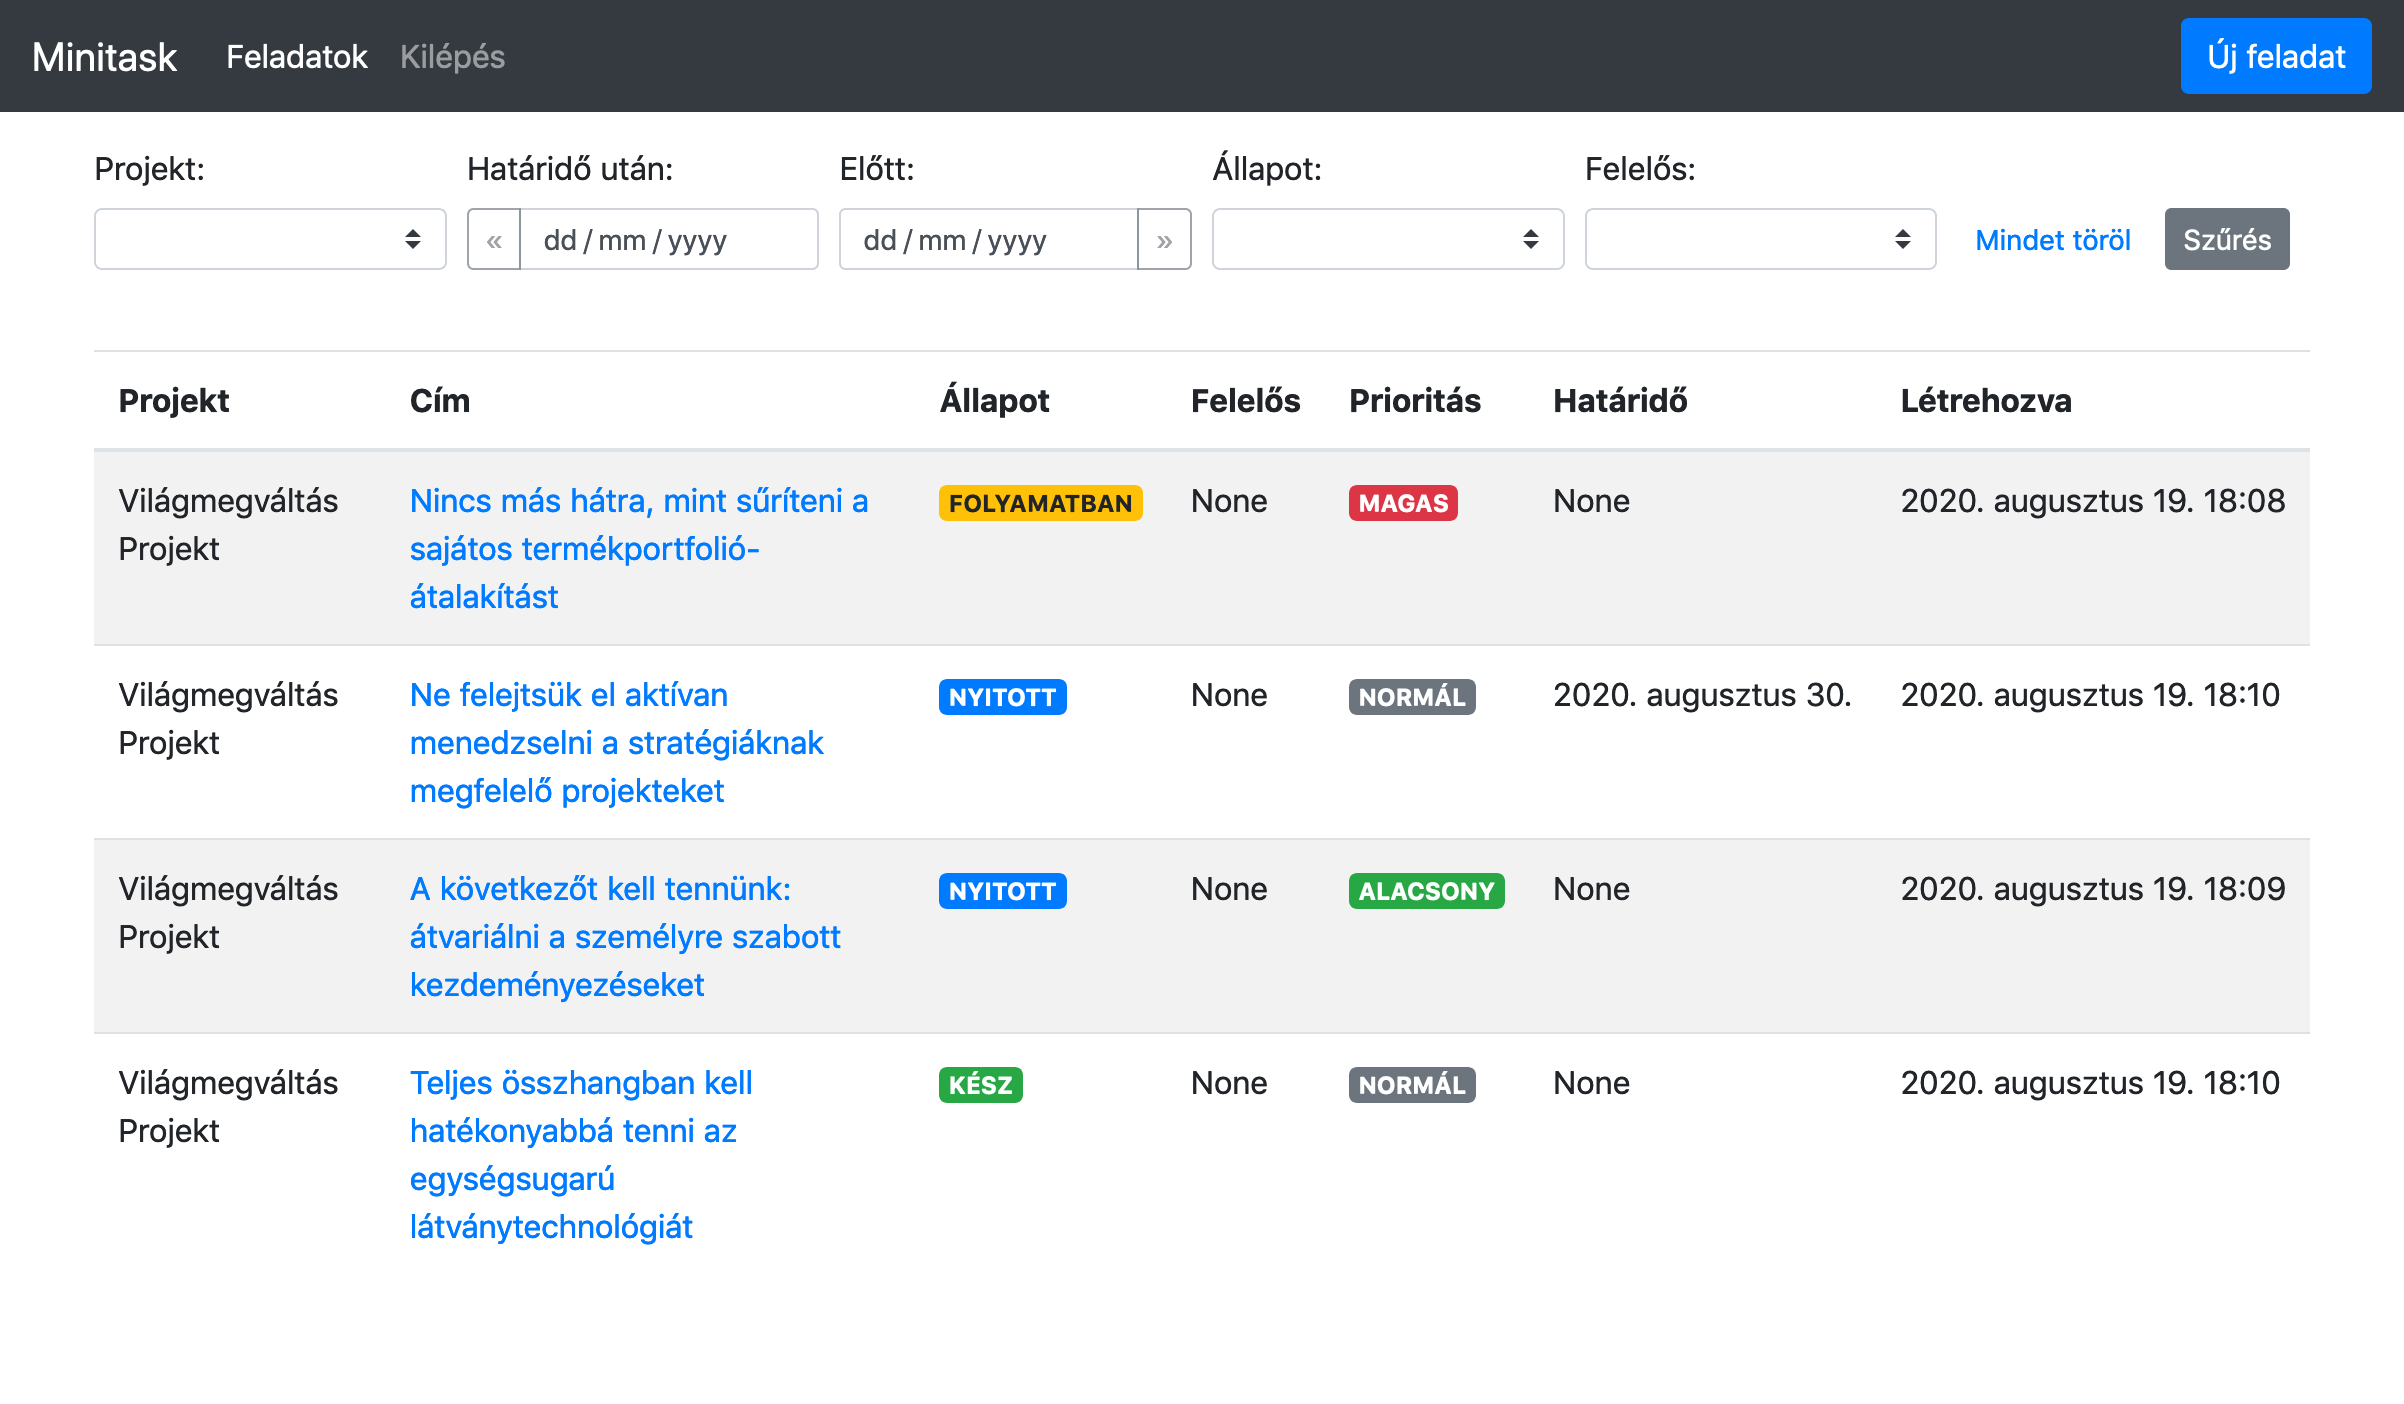 Minitask Feladatok Kilépés Új feladat
Projekt: Határidő után: Előtt: Állapot: Felelős:
« dd / mm / yyyy dd / mm / yyyy » Mindet töröl Szűrés
Projekt Cím Állapot Felelős Prioritás Határidő Létrehozva
Világmegváltás Nincs más hátra, mint sűríteni a FOLYAMATBAN None MAGAS None 2020. augusztus 19. 18:08
Projekt sajátos termékportfolió-
átalakítást
Világmegváltás Ne felejtsük el aktívan NYITOTT None NORMÁL 2020. augusztus 30. 2020. augusztus 19. 18:10
Projekt menedzselni a stratégiáknak
megfelelő projekteket
Világmegváltás A következőt kell tennünk: NYITOTT None ALACSONY None 2020. augusztus 19. 18:09
Projekt átvariálni a személyre szabott
kezdeményezéseket
Világmegváltás Teljes összhangban kell KÉSZ None NORMÁL None 2020. augusztus 19. 18:10
Projekt hatékonyabbá tenni az
egységsugarú
látványtechnológiát